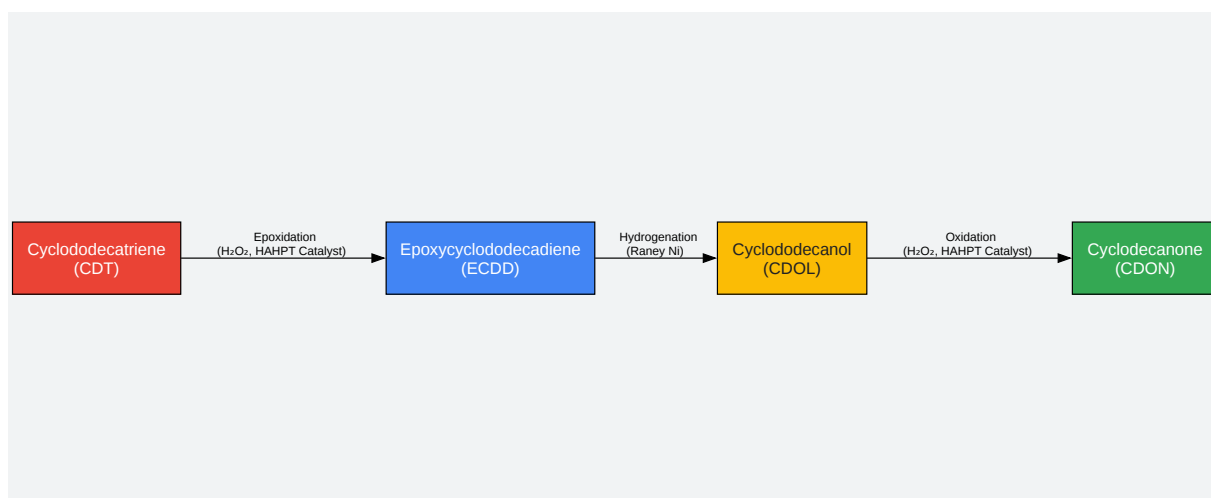 Cyclododecatriene
(CDT)
Epoxidation
(H₂O₂, HAHPT Catalyst)
Epoxycyclododecadiene
(ECDD)
Hydrogenation
(Raney Ni)
Cyclododecanol
(CDOL)
Oxidation
(H₂O₂, HAHPT Catalyst)
Cyclodecanone
(CDON)